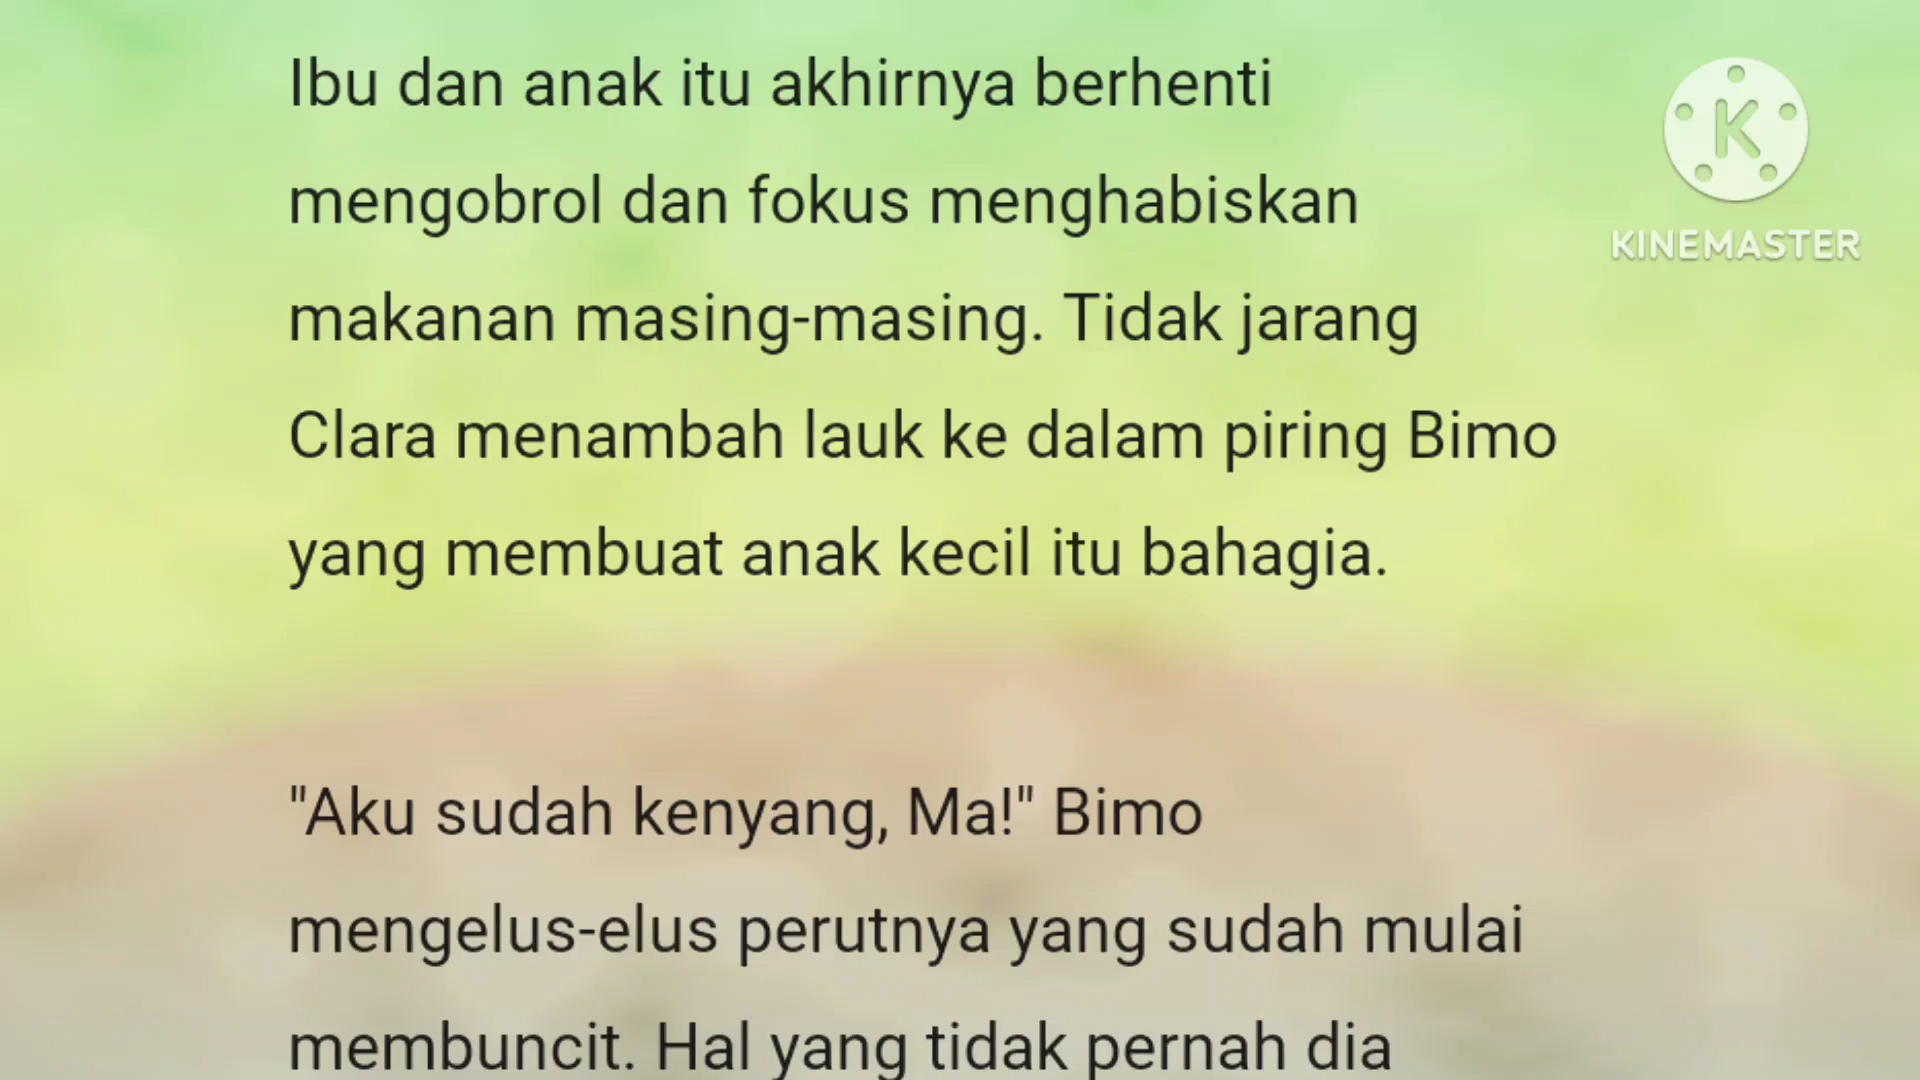 Ibu dan anak itu akhirnya berhenti
mengobrol dan fokus menghabiskan
makanan masing-masing. Tidak jarang
Clara menambah lauk ke dalam piring Bimo
yang membuat anak kecil itu bahagia.
"Aku sudah kenyang, Ma!" Bimo
mengelus-elus perutnya yang sudah mulai
membuncit. Hal yang tidak pernah dia
K
KINEMASTER